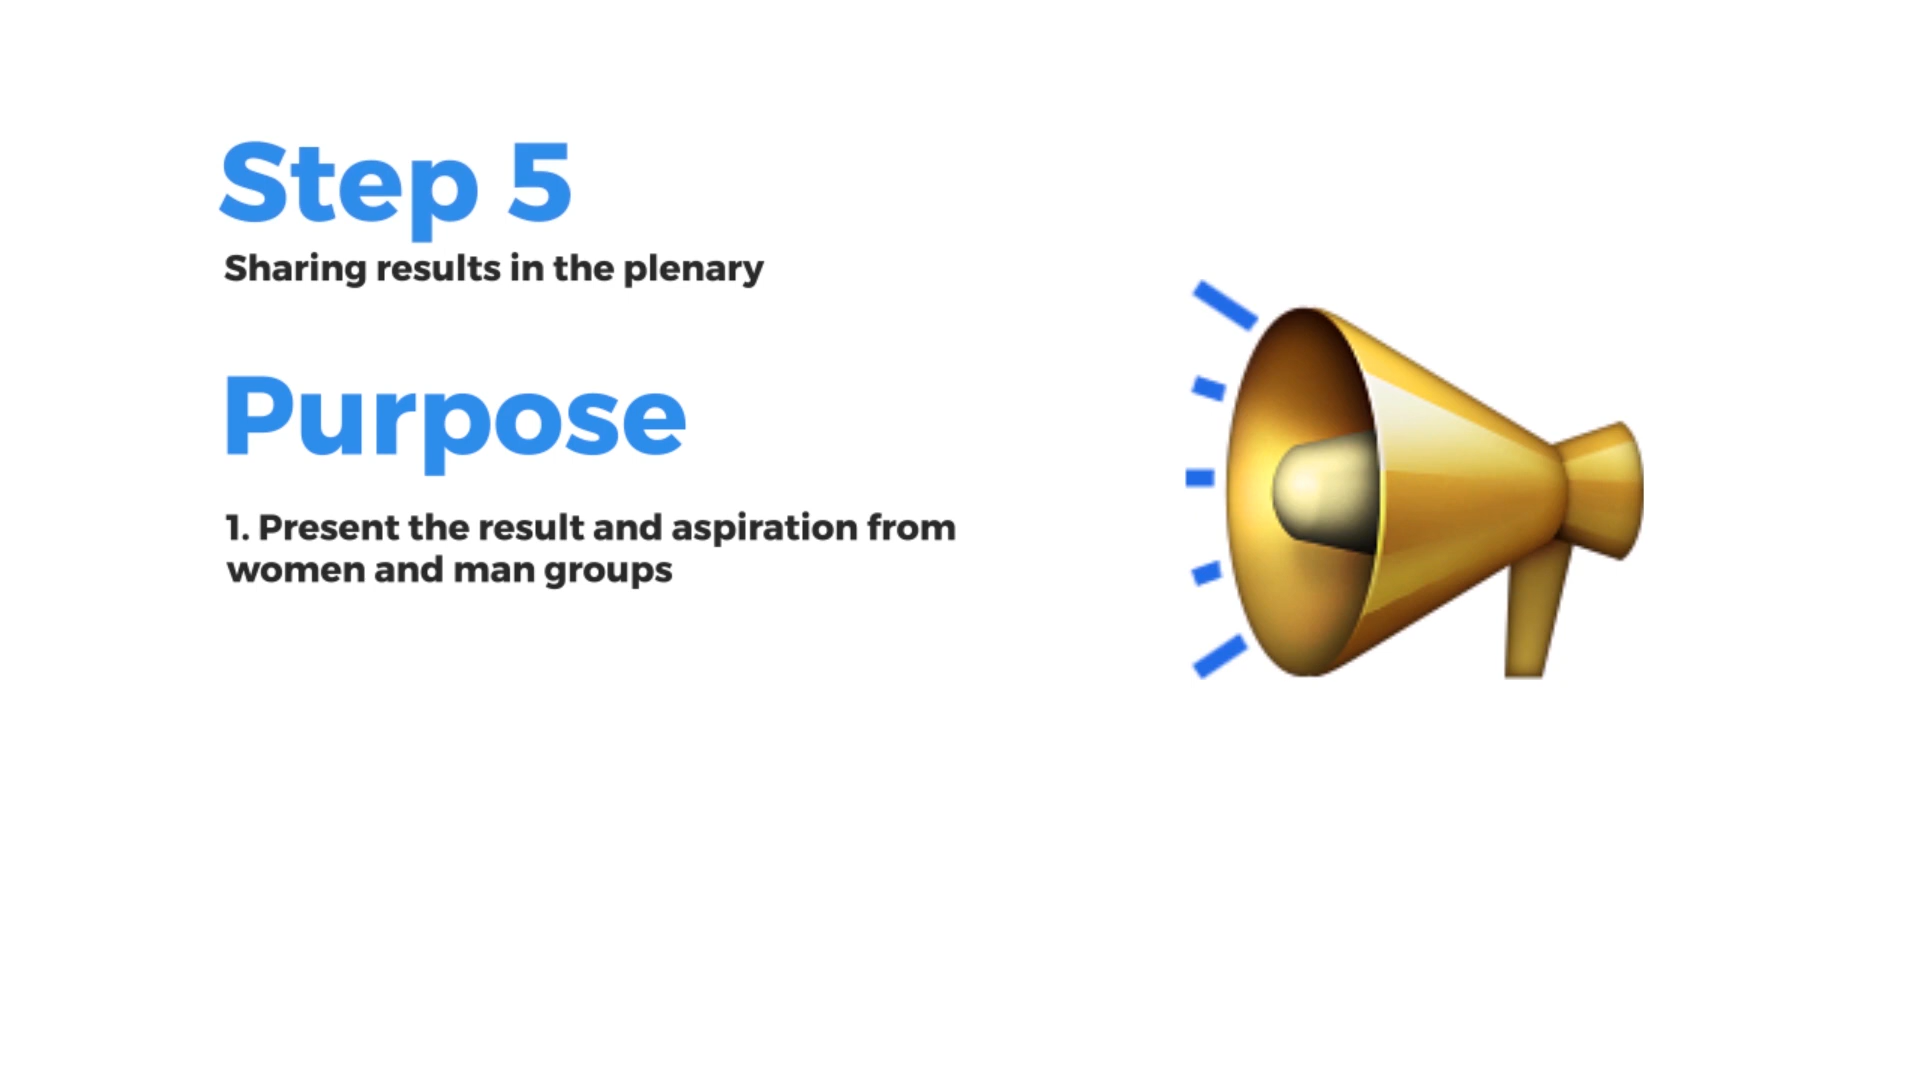 Step 5
Sharing results in the plenary
Purpose
1. Present the result and aspiration from
women and man groups